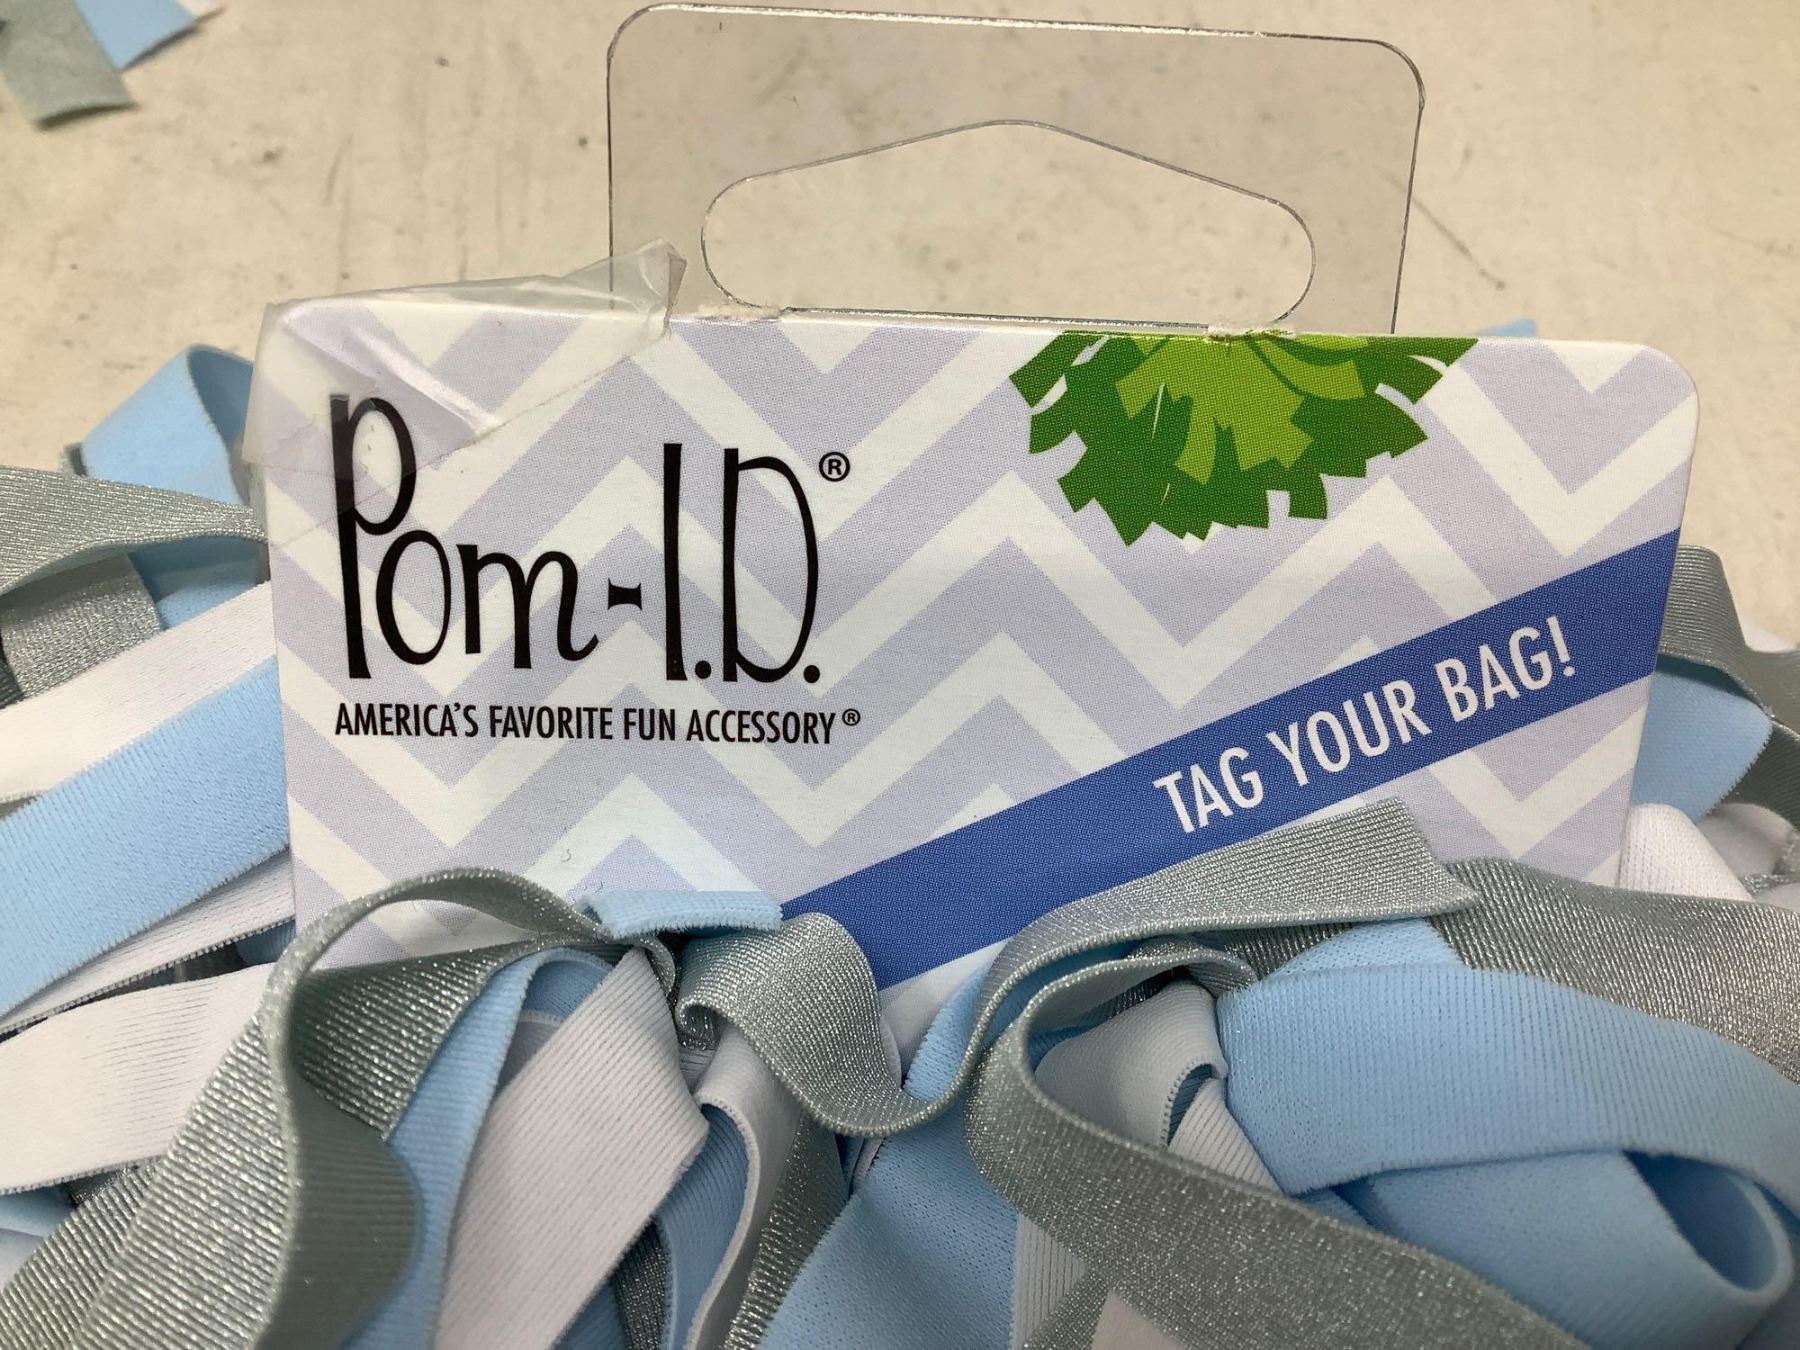 Pom-I.D.®
AMERICA'S FAVORITE FUN ACCESSORY®
TAG YOUR BAG!